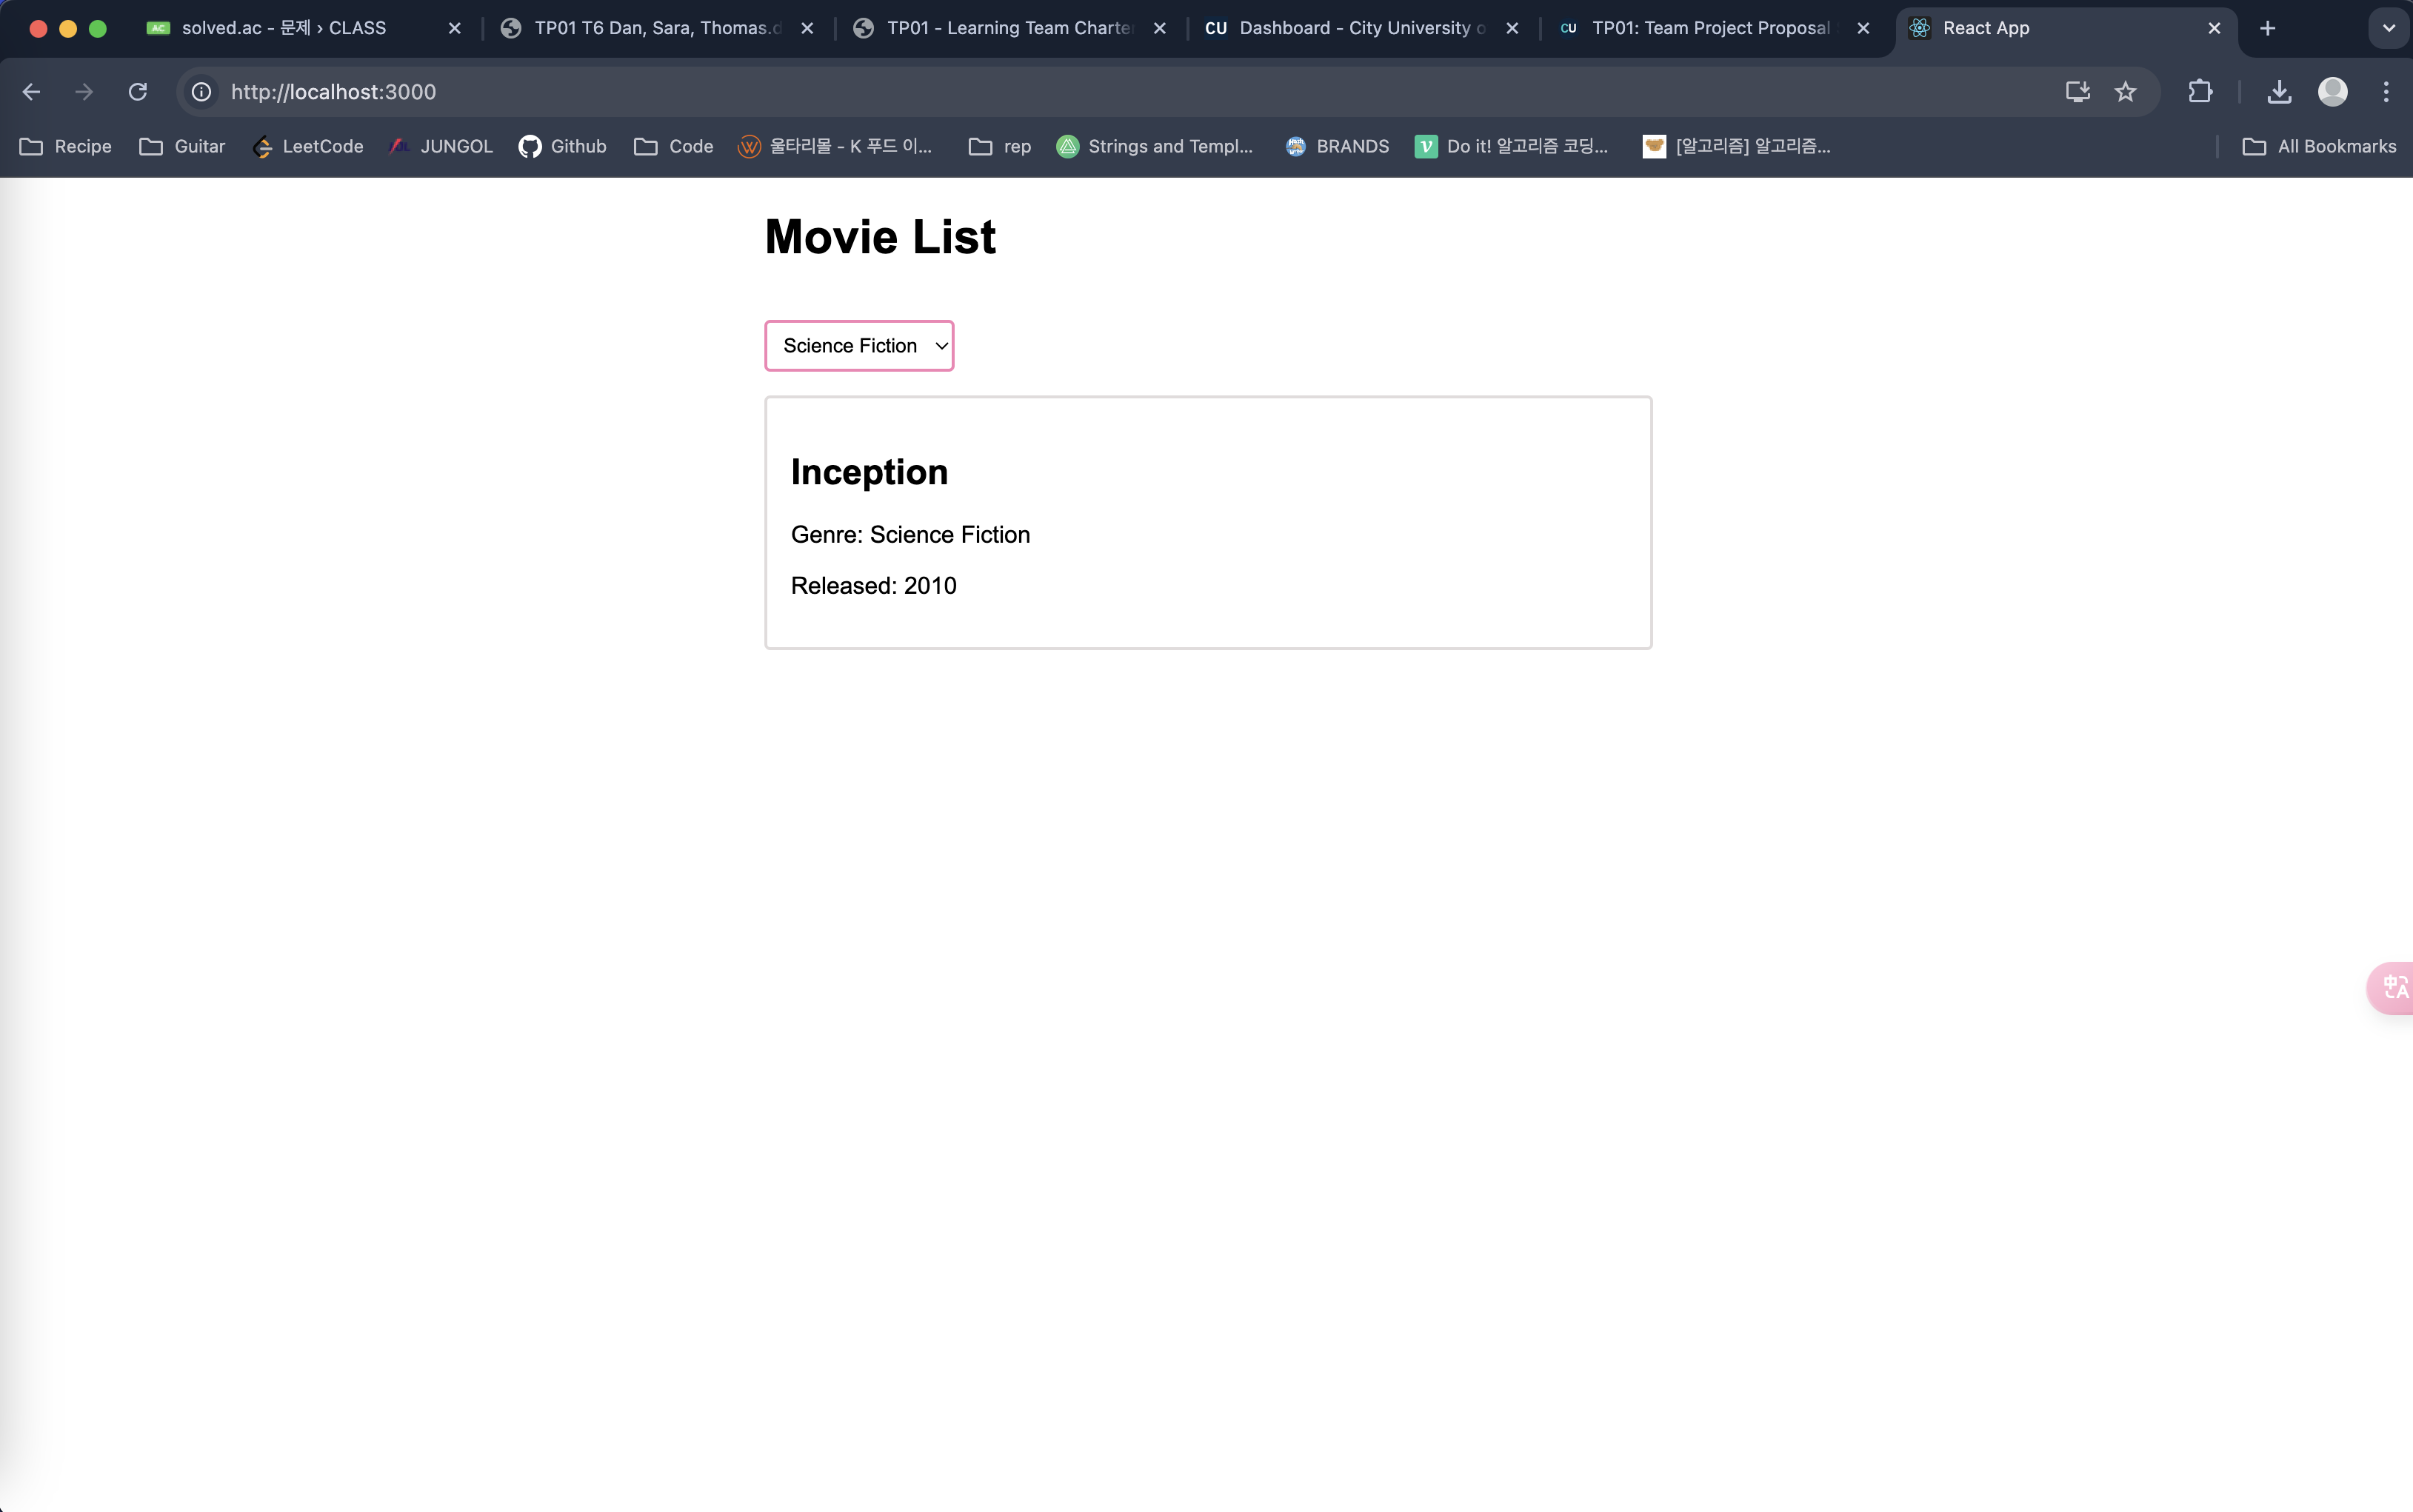 AC solved.ac - 문제 › CLASS
TP01 T6 Dan, Sara, Thomas.d
TP01 - Learning Team Charter
CU Dashboard - City University o
CU TP01: Team Project Proposal
React App
http://localhost:3000
Recipe
Guitar
LeetCode
JUNGOL
Github
Code
울타리몰 - K 푸드 이...
rep
Strings and Templ...
BRANDS
Do it! 알고리즘 코딩...
[알고리즘] 알고리즘...
All Bookmarks
Movie List
Science Fiction
Inception
Genre: Science Fiction
Released: 2010